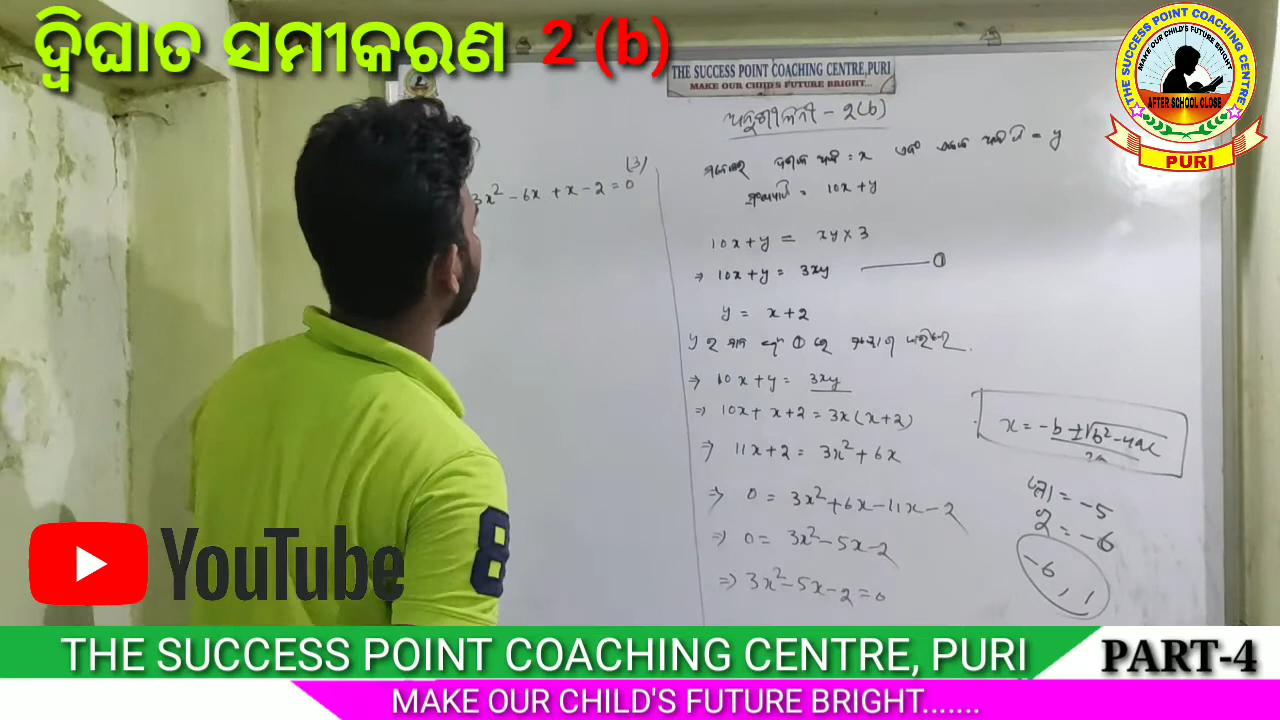 ଦ୍ୱିଘାତ ସମୀକରଣ 2 (b)
THE SUCCESS POINT COACHING CENTRE
MAKE OUR CHILD'S FUTURE BRIGHT
AFTER SCHOOL CLOSE
PURI
THE SUCCESS POINT COACHING CENTRE, PURI
MAKE OUR CHILD'S FUTURE BRIGHT...
ଅନୁଶୀଳନୀ - ୨(b)
(3)
3x² - 6x + x - 2 = 0
= x
= y
= 10x + y
10x + y = xy × 3
⇒ 10x + y = 3xy ——— ①
y = x + 2
y ର ମାନ ①
⇒ 10x + y = 3xy
⇒ 10x + x + 2 = 3x(x + 2)
⇒ 11x + 2 = 3x² + 6x
⇒ 0 = 3x² + 6x - 11x - 2
⇒ 0 = 3x² - 5x - 2
⇒ 3x² - 5x - 2 = 0
x = -b ± √b² - 4ac / 2a
= -5
= -6
-6, 1
8
YouTube
THE SUCCESS POINT COACHING CENTRE, PURI
PART-4
MAKE OUR CHILD'S FUTURE BRIGHT.......